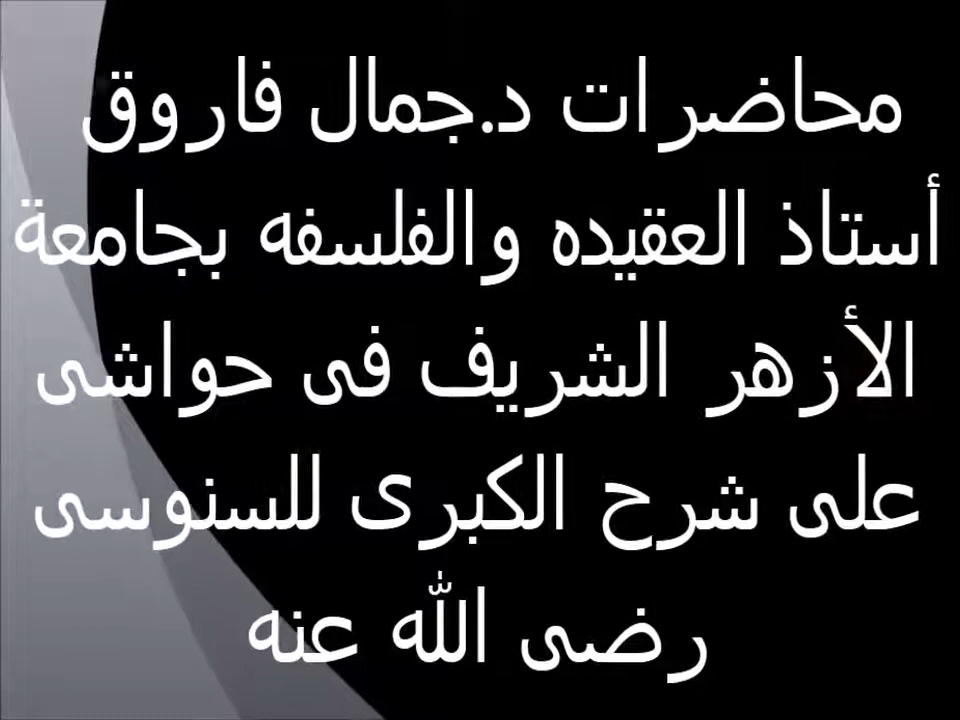 محاضرات د.جمال فاروق
أستاذ العقيده والفلسفه بجامعة
الأزهر الشريف فى حواشى
على شرح الكبرى للسنوسى
رضى الله عنه